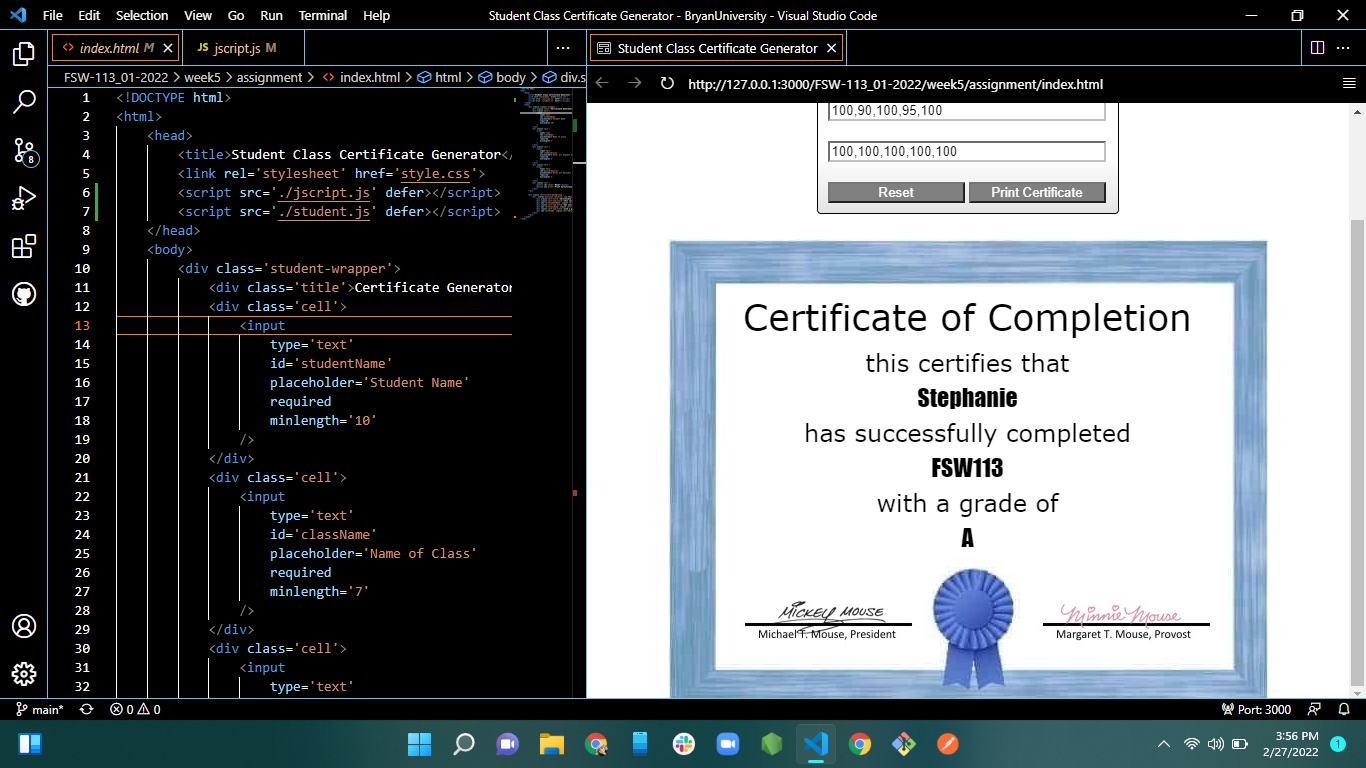 File Edit Selection View Go Run Terminal Help
Student Class Certificate Generator - BryanUniversity - Visual Studio Code
index.html M
JS jscript.js M
Student Class Certificate Generator
FSW-113_01-2022 > week5 > assignment > index.html > html > body > div.s
http://127.0.0.1:3000/FSW-113_01-2022/week5/assignment/index.html
8
1 <!DOCTYPE html>
2 <html>
3 <head>
4 <title>Student Class Certificate Generator</
5 <link rel='stylesheet' href='style.css'>
6 <script src='./jscript.js' defer></script>
7 <script src='./student.js' defer></script>
8 </head>
9 <body>
10 <div class='student-wrapper'>
11 <div class='title'>Certificate Generator
12 <div class='cell'>
13 <input
14 type='text'
15 id='studentName'
16 placeholder='Student Name'
17 required
18 minlength='10'
19 />
20 </div>
21 <div class='cell'>
22 <input
23 type='text'
24 id='className'
25 placeholder='Name of Class'
26 required
27 minlength='7'
28 />
29 </div>
30 <div class='cell'>
31 <input
32 type='text'
100,90,100,95,100
100,100,100,100,100
Reset Print Certificate
Certificate of Completion
this certifies that
Stephanie
has successfully completed
FSW113
with a grade of
A
Mickey Mouse
Michael T. Mouse, President
Minnie Mouse
Margaret T. Mouse, Provost
main* 0 0
Port: 3000
3:56 PM
2/27/2022
1